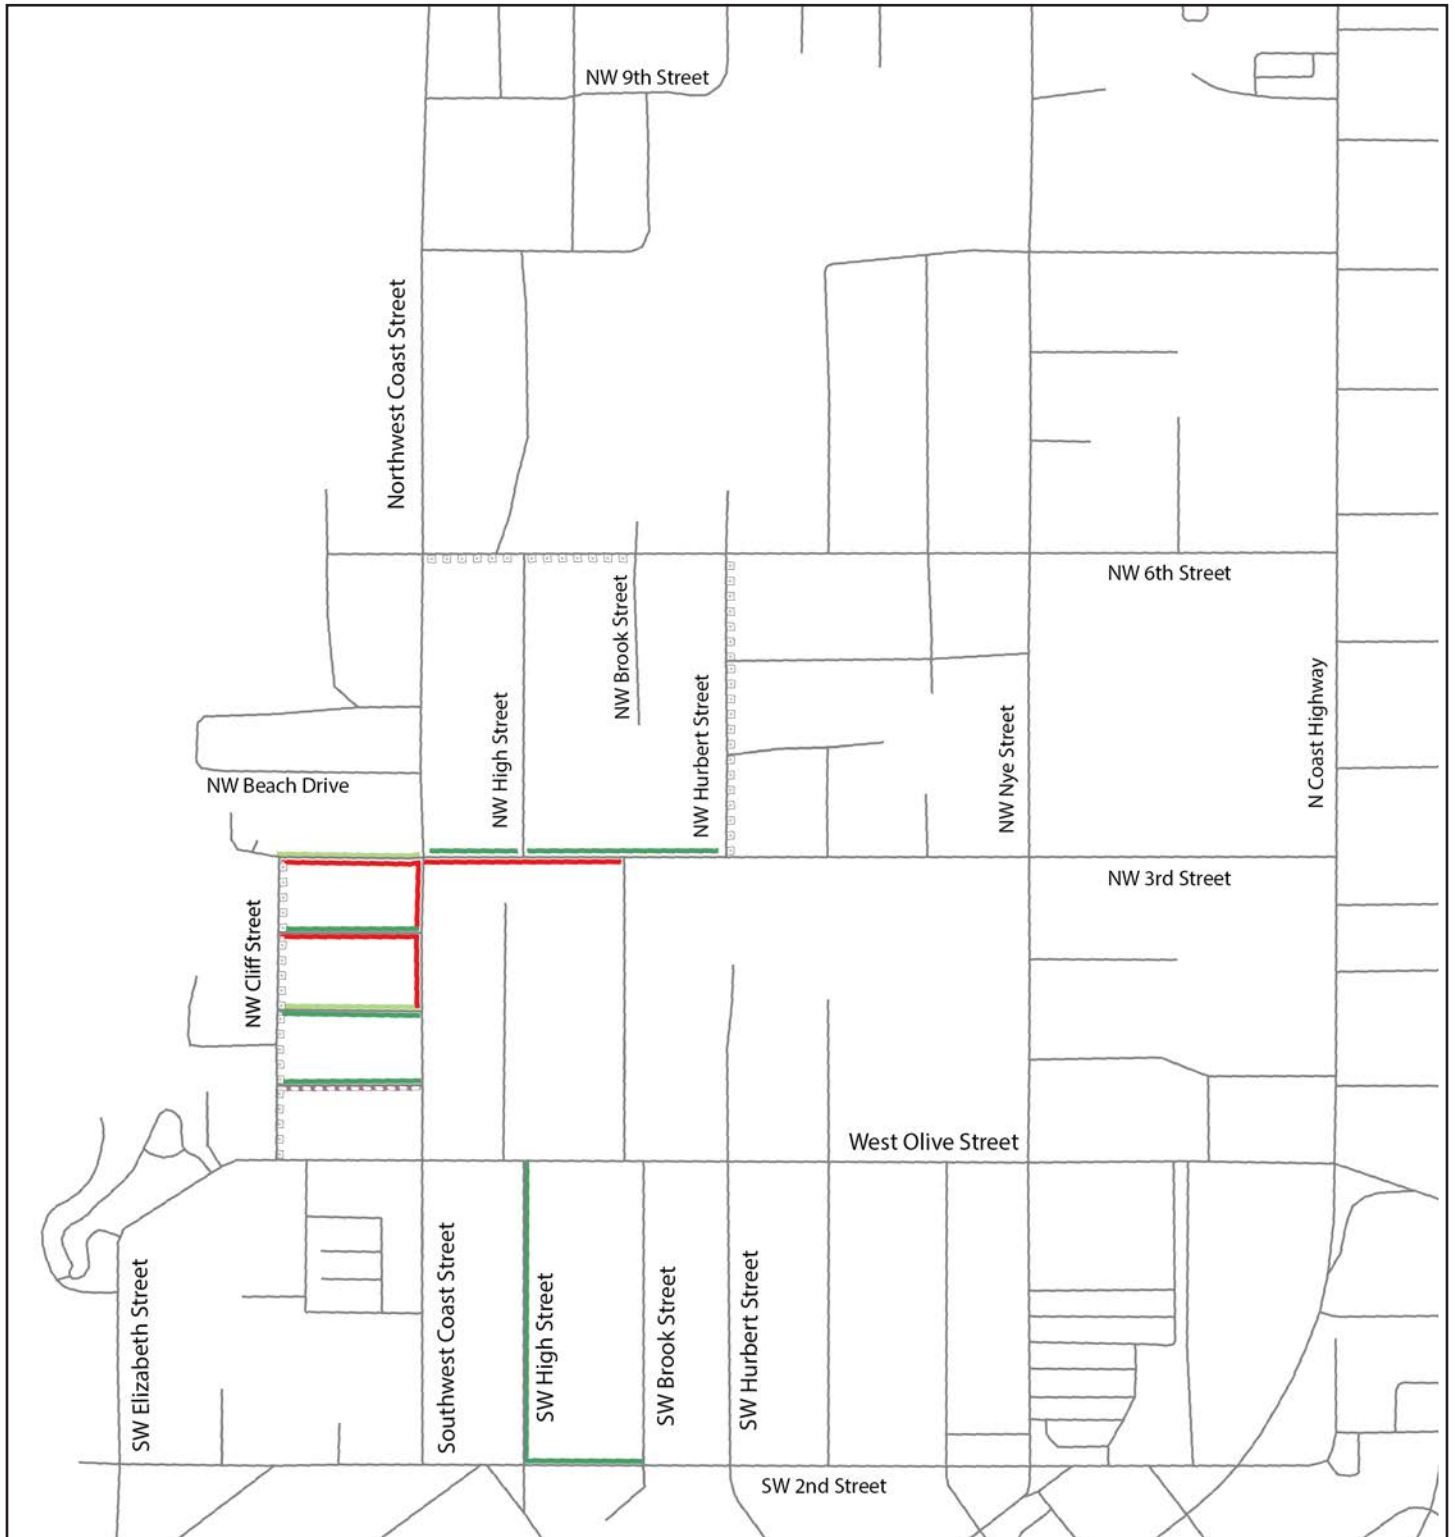 NW 9th Street
Northwest Coast Street
NW 6th Street
NW Brook Street
NW High Street
NW Hurbert Street
NW Nye Street
N Coast Highway
NW Beach Drive
NW 3rd Street
NW Cliff Street
West Olive Street
SW Elizabeth Street
Southwest Coast Street
SW High Street
SW Brook Street
SW Hurbert Street
SW 2nd Street